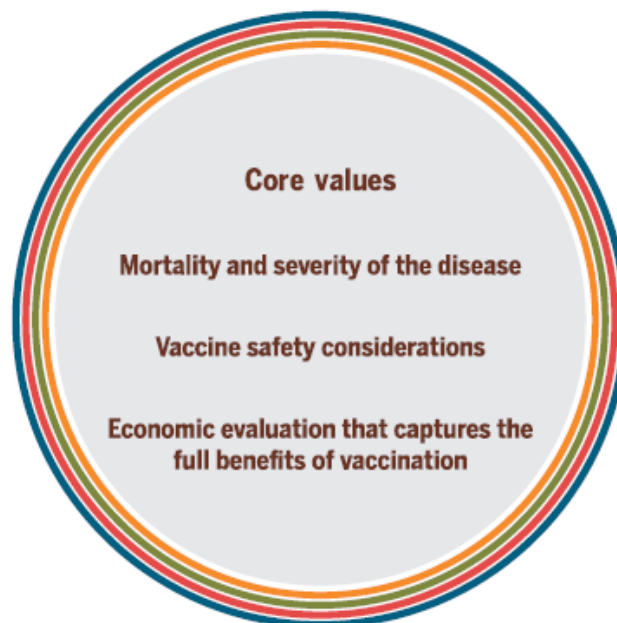 Core values
Mortality and severity of the disease
Vaccine safety considerations
Economic evaluation that captures the
full benefits of vaccination